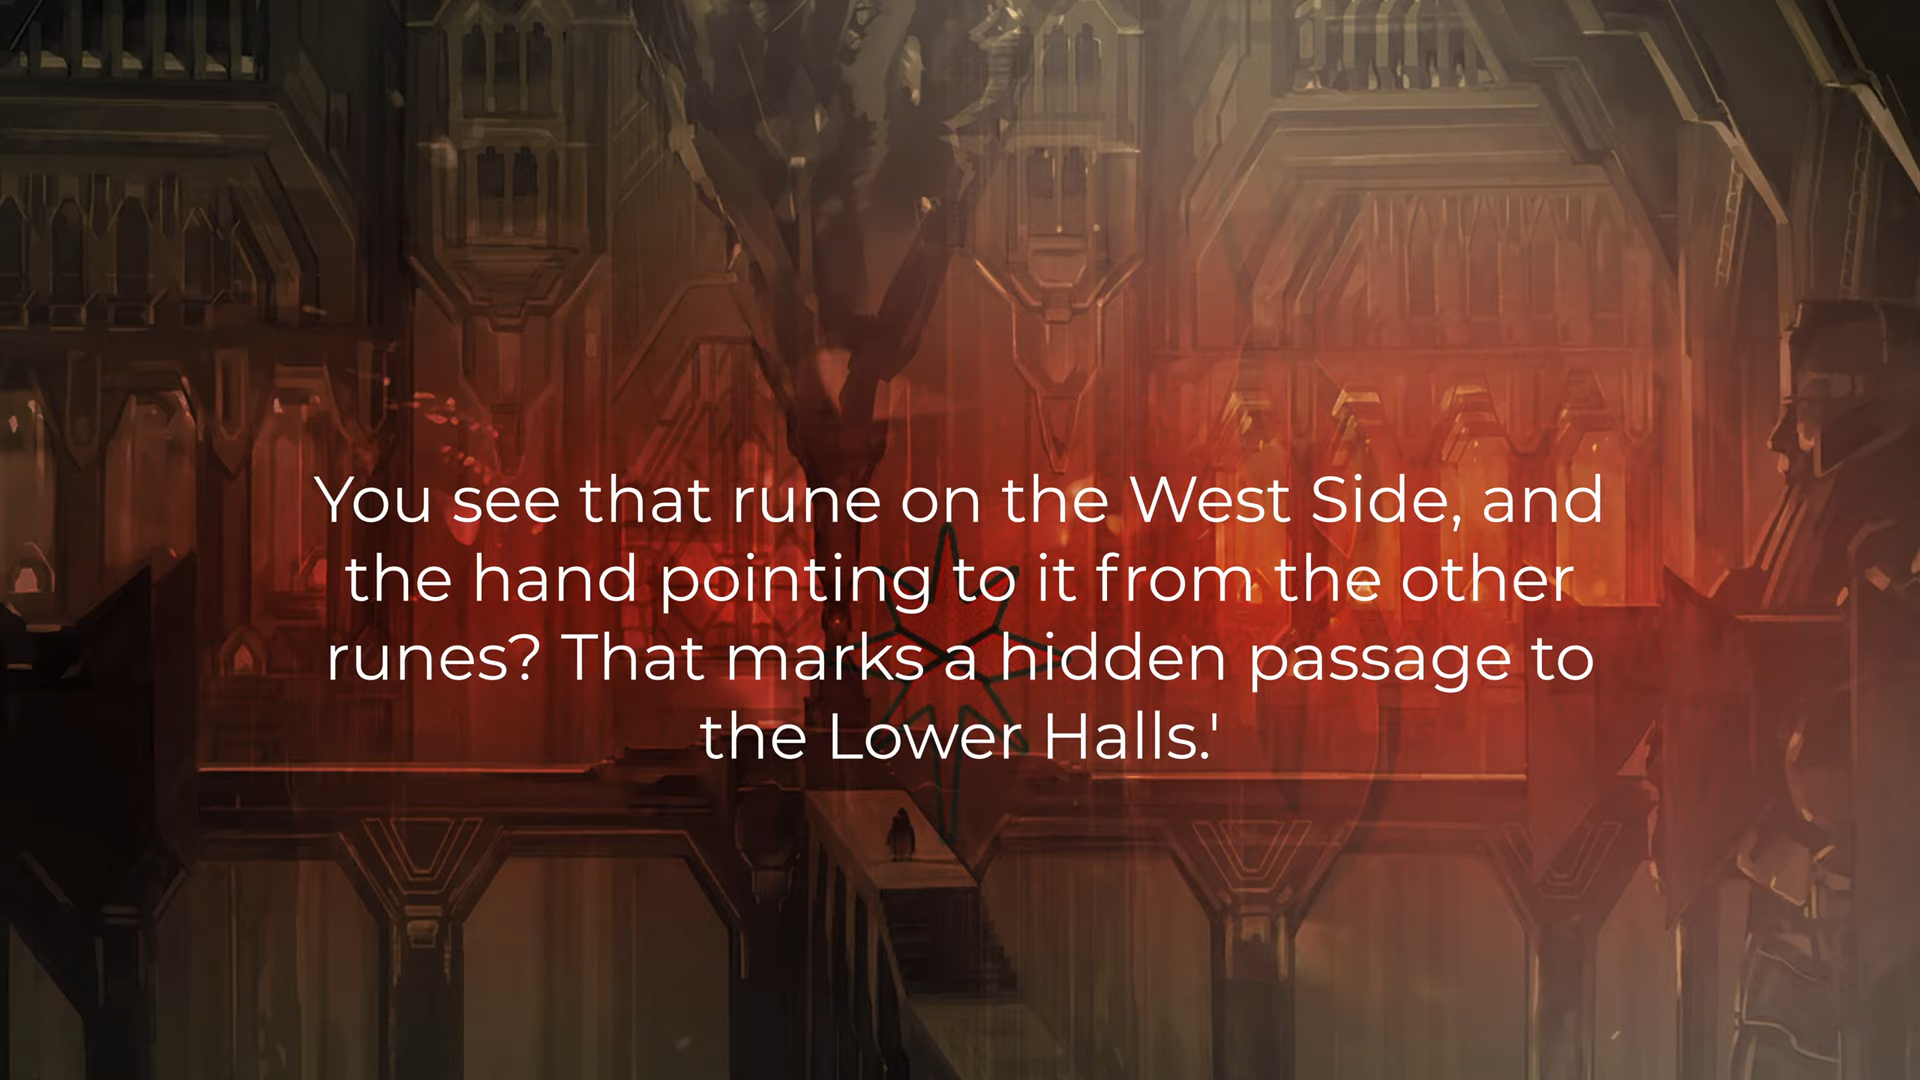 You see that rune on the West Side, and
the hand pointing to it from the other
runes? That marks a hidden passage to
the Lower Halls.'